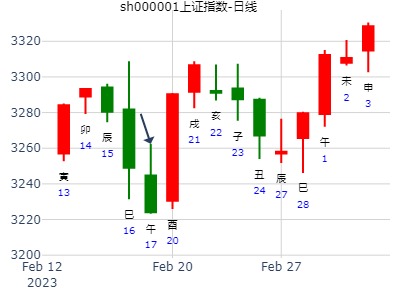 sh000001上证指数-日线
3320
3300
3280
3260
3240
3220
3200
寅
13
卯
14
辰
15
巳
16
午
17
酉
20
戌
21
亥
22
子
23
丑
24
辰
27
巳
28
午
1
未
2
申
3
Feb 12
2023
Feb 20
Feb 27